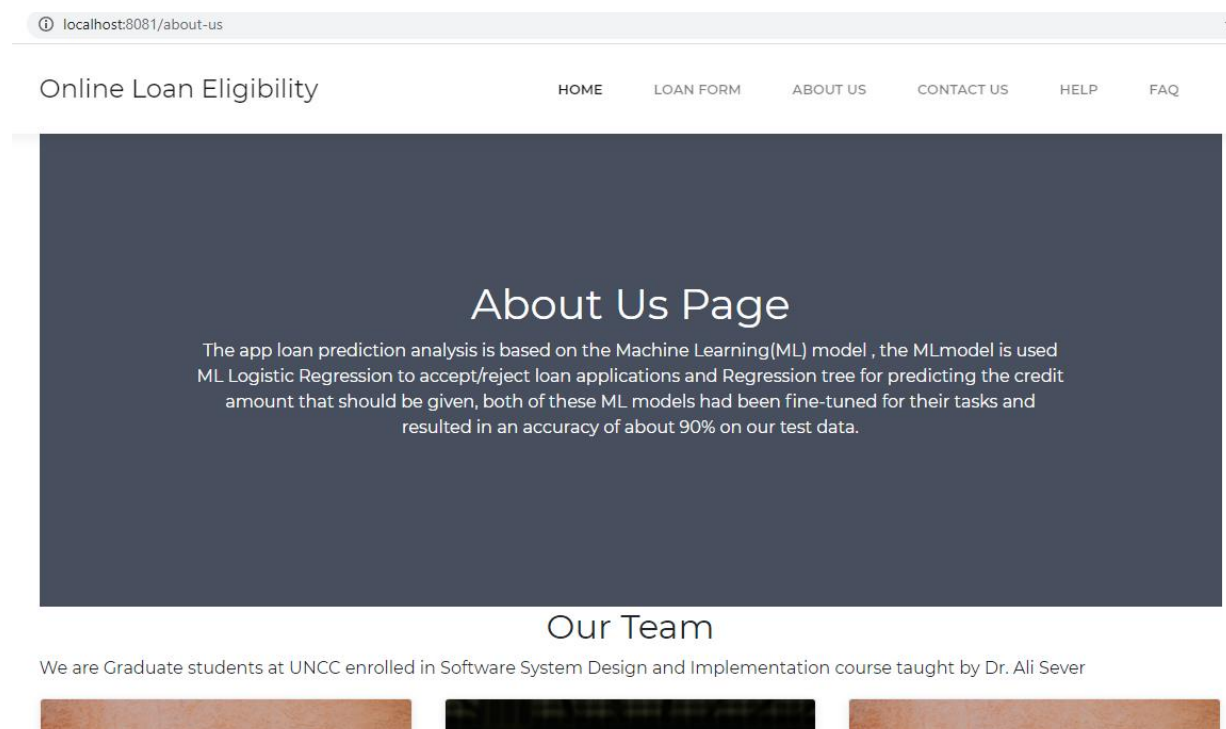 localhost:8081/about-us
Online Loan Eligibility HOME LOAN FORM ABOUT US CONTACT US HELP FAQ
About Us Page
The app loan prediction analysis is based on the Machine Learning(ML) model , the MLmodel is used
ML Logistic Regression to accept/reject loan applications and Regression tree for predicting the credit
amount that should be given, both of these ML models had been fine-tuned for their tasks and
resulted in an accuracy of about 90% on our test data.
Our Team
We are Graduate students at UNCC enrolled in Software System Design and Implementation course taught by Dr. Ali Sever